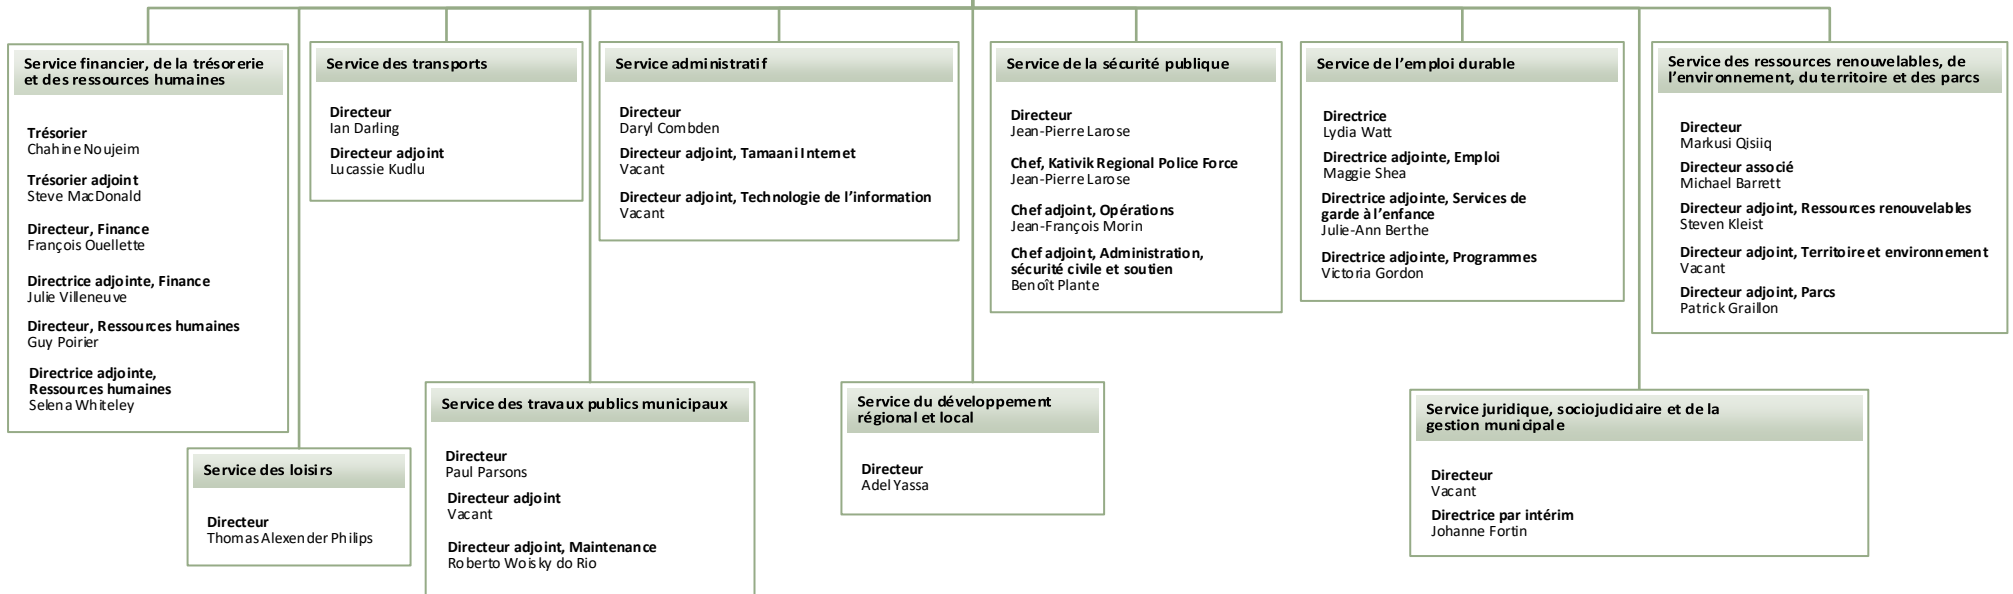 Service financier, de la trésorerie
et des ressources humaines
Trésorier
Chahine Noujeim
Trésorier adjoint
Steve MacDonald
Directeur, Finance
François Ouellette
Directrice adjointe, Finance
Julie Villeneuve
Directeur, Ressources humaines
Guy Poirier
Directrice adjointe,
Ressources humaines
Selena Whiteley
Service des transports
Directeur
Ian Darling
Directeur adjoint
Lucassie Kudlu
Service administratif
Directeur
Daryl Combden
Directeur adjoint, Tamaani Internet
Vacant
Directeur adjoint, Technologie de l’information
Vacant
Service de la sécurité publique
Directeur
Jean-Pierre Larose
Chef, Kativik Regional Police Force
Jean-Pierre Larose
Chef adjoint, Opérations
Jean-François Morin
Chef adjoint, Administration,
sécurité civile et soutien
Benoît Plante
Service de l’emploi durable
Directrice
Lydia Watt
Directrice adjointe, Emploi
Maggie Shea
Directrice adjointe, Services de
garde à l’enfance
Julie-Ann Berthe
Directrice adjointe, Programmes
Victoria Gordon
Service des ressources renouvelables, de
l’environnement, du territoire et des parcs
Directeur
Markusi Qisiiq
Directeur associé
Michael Barrett
Directeur adjoint, Ressources renouvelables
Steven Kleist
Directeur adjoint, Territoire et environnement
Vacant
Directeur adjoint, Parcs
Patrick Graillon
Service des loisirs
Directeur
Thomas Alexender Philips
Service des travaux publics municipaux
Directeur
Paul Parsons
Directeur adjoint
Vacant
Directeur adjoint, Maintenance
Roberto Woisky do Rio
Service du développement
régional et local
Directeur
Adel Yassa
Service juridique, sociojudiciaire et de la
gestion municipale
Directeur
Vacant
Directrice par intérim
Johanne Fortin